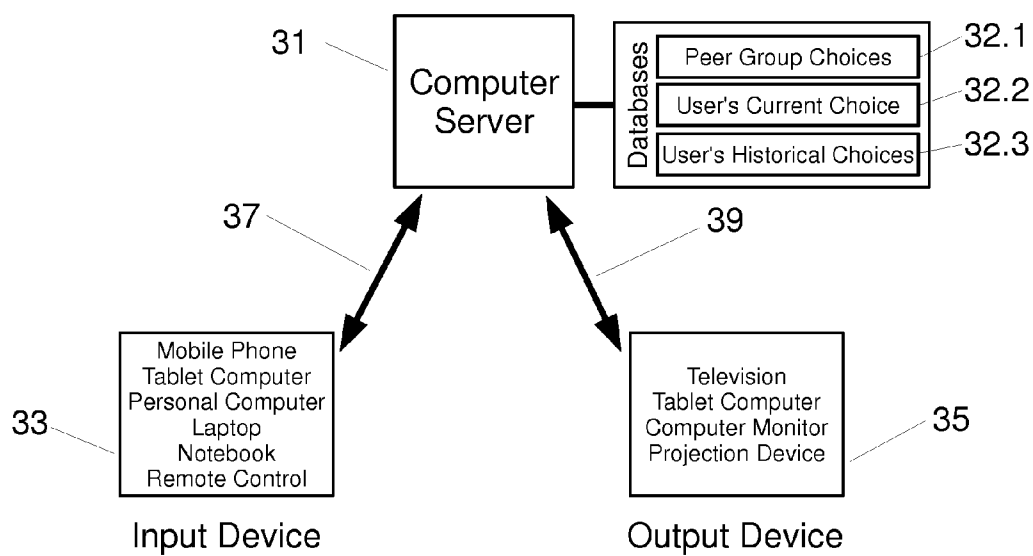 31
Computer
Server
Databases
Peer Group Choices
32.1
User's Current Choice
32.2
User's Historical Choices
32.3
37
39
33
Mobile Phone
Tablet Computer
Personal Computer
Laptop
Notebook
Remote Control
Input Device
Television
Tablet Computer
Computer Monitor
Projection Device
35
Output Device